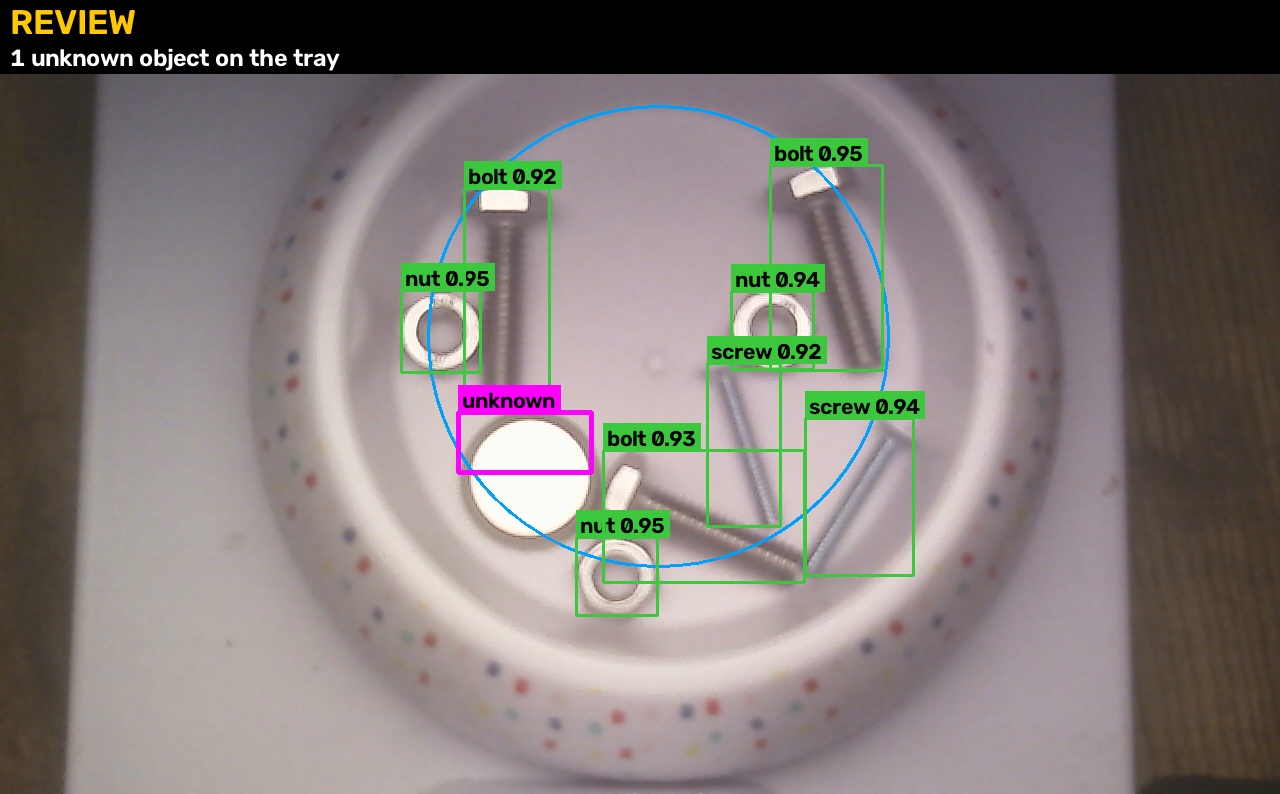 REVIEW
1 unknown object on the tray
bolt 0.95
bolt 0.92
nut 0.95
nut 0.94
screw 0.92
unknown
screw 0.94
bolt 0.93
nut 0.95